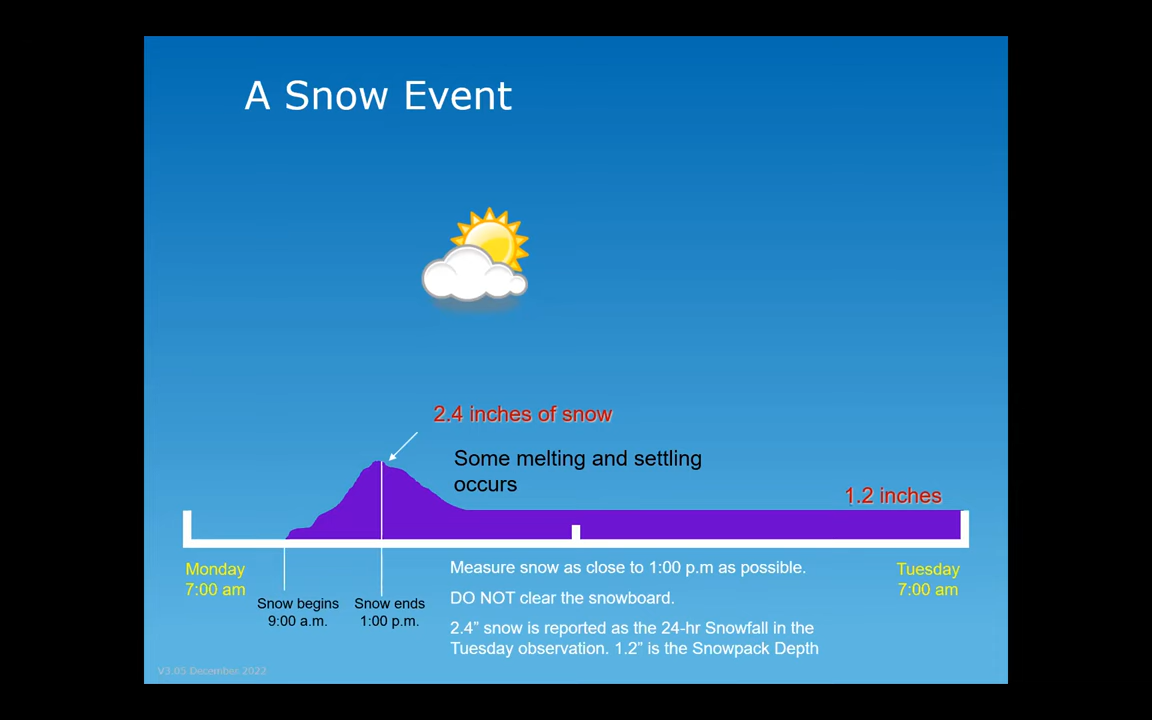 A Snow Event
2.4 inches of snow
Some melting and settling
occurs
1.2 inches
Monday
7:00 am
Snow begins
9:00 a.m.
Snow ends
1:00 p.m.
Measure snow as close to 1:00 p.m as possible.
DO NOT clear the snowboard.
2.4” snow is reported as the 24-hr Snowfall in the
Tuesday observation. 1.2” is the Snowpack Depth
Tuesday
7:00 am
V3.05 December 2022